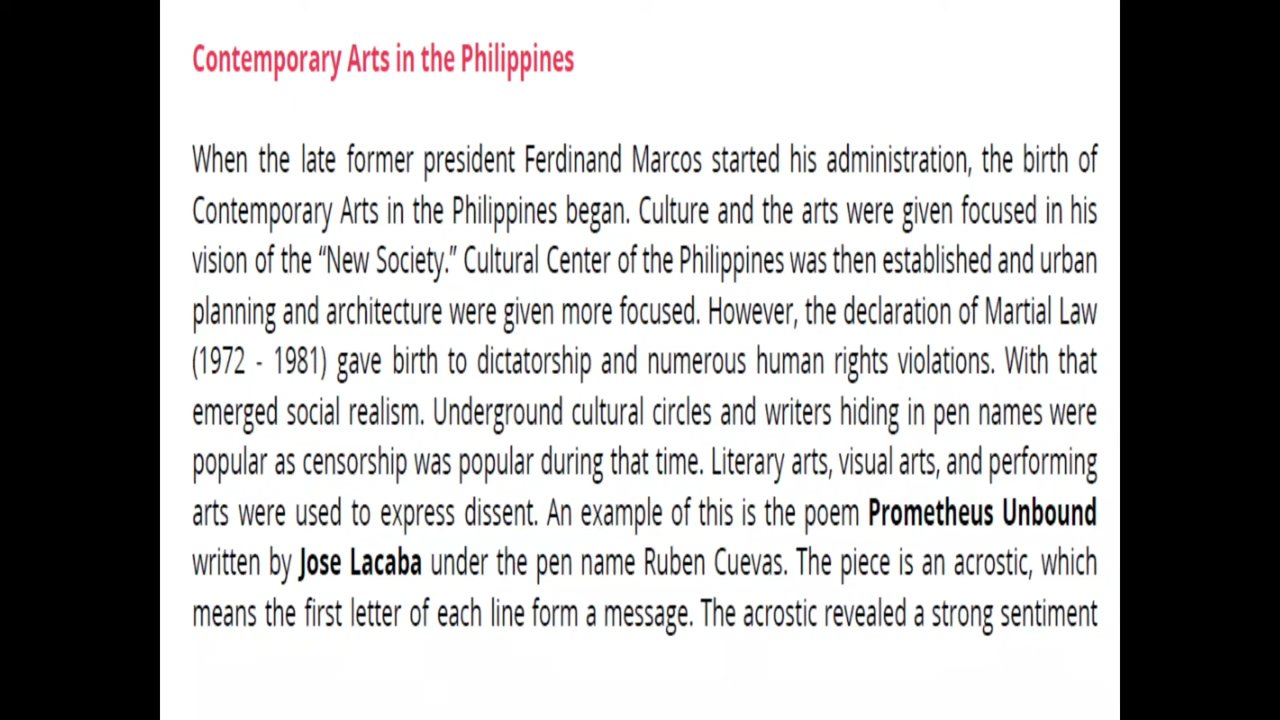 Contemporary Arts in the Philippines
When the late former president Ferdinand Marcos started his administration, the birth of
Contemporary Arts in the Philippines began. Culture and the arts were given focused in his
vision of the “New Society.” Cultural Center of the Philippines was then established and urban
planning and architecture were given more focused. However, the declaration of Martial Law
(1972 - 1981) gave birth to dictatorship and numerous human rights violations. With that
emerged social realism. Underground cultural circles and writers hiding in pen names were
popular as censorship was popular during that time. Literary arts, visual arts, and performing
arts were used to express dissent. An example of this is the poem Prometheus Unbound
written by Jose Lacaba under the pen name Ruben Cuevas. The piece is an acrostic, which
means the first letter of each line form a message. The acrostic revealed a strong sentiment